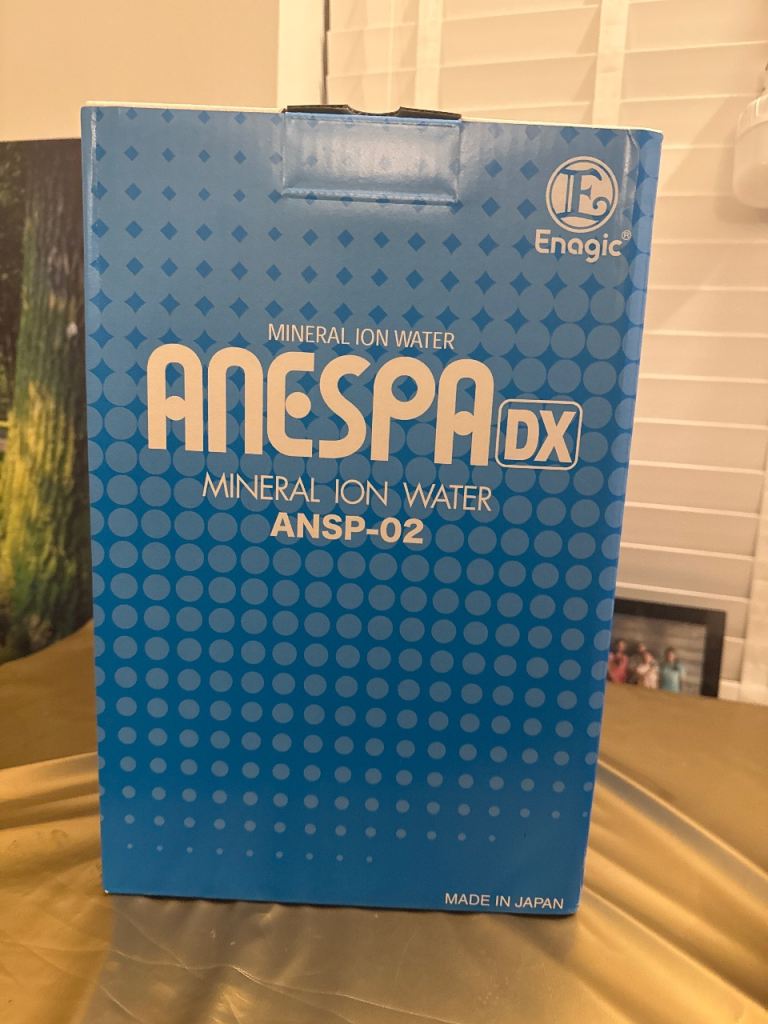 E
Enagic®
MINERAL ION WATER
ANESPA DX
MINERAL ION WATER
ANSP-02
MADE IN JAPAN